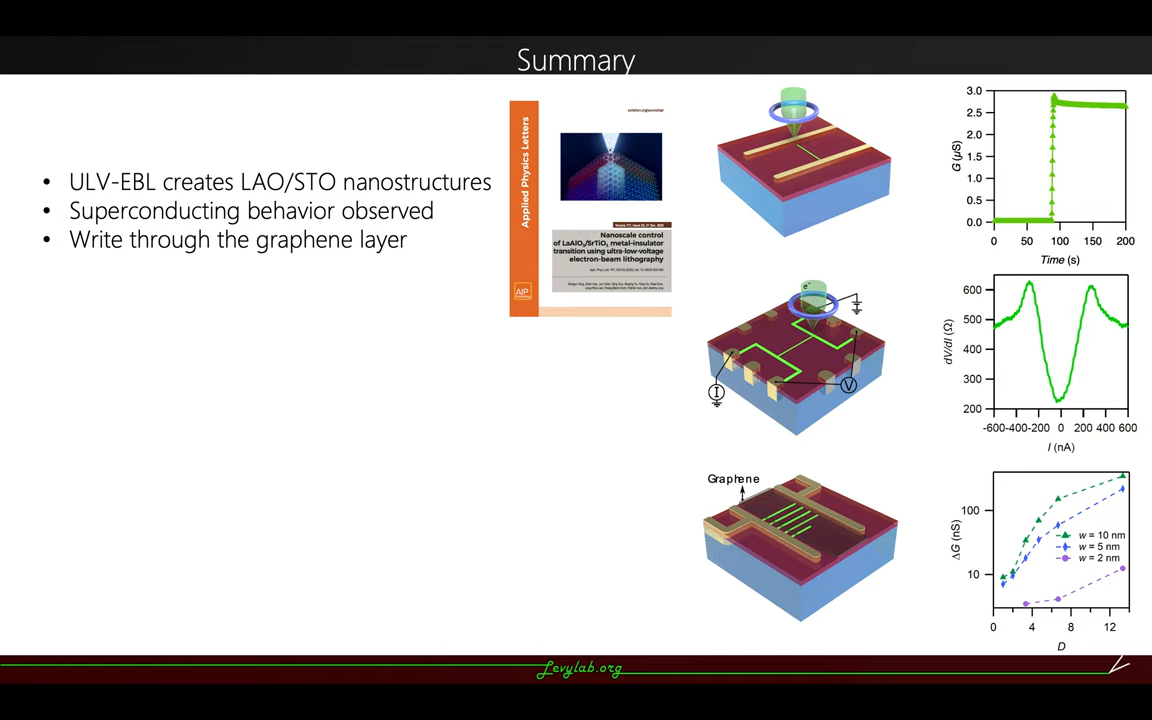 Summary
• ULV-EBL creates LAO/STO nanostructures
• Superconducting behavior observed
• Write through the graphene layer
Applied Physics Letters
AIP
Nanoscale control
of LaAlO3/SrTiO3 metal-insulator
transition using ultra-low-voltage
electron-beam lithography
G (µS)
3.0
2.5
2.0
1.5
1.0
0.5
0.0
0 50 100 150 200
Time (s)
e-
I
V
dV/dI (Ω)
600
500
400
300
200
-600 -400 -200 0 200 400 600
I (nA)
Graphene
ΔG (nS)
100
10
w = 10 nm
w = 5 nm
w = 2 nm
0 4 8 12
D
Levylab.org